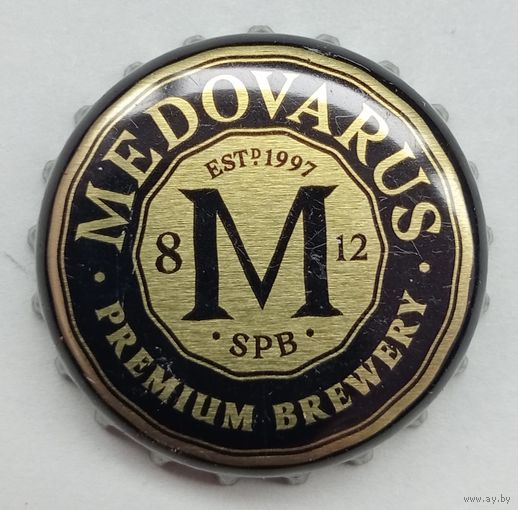 MEDOVARUS
ESTD. 1997
8 M 12
· SPB ·
· PREMIUM BREWERY ·
www.ay.by